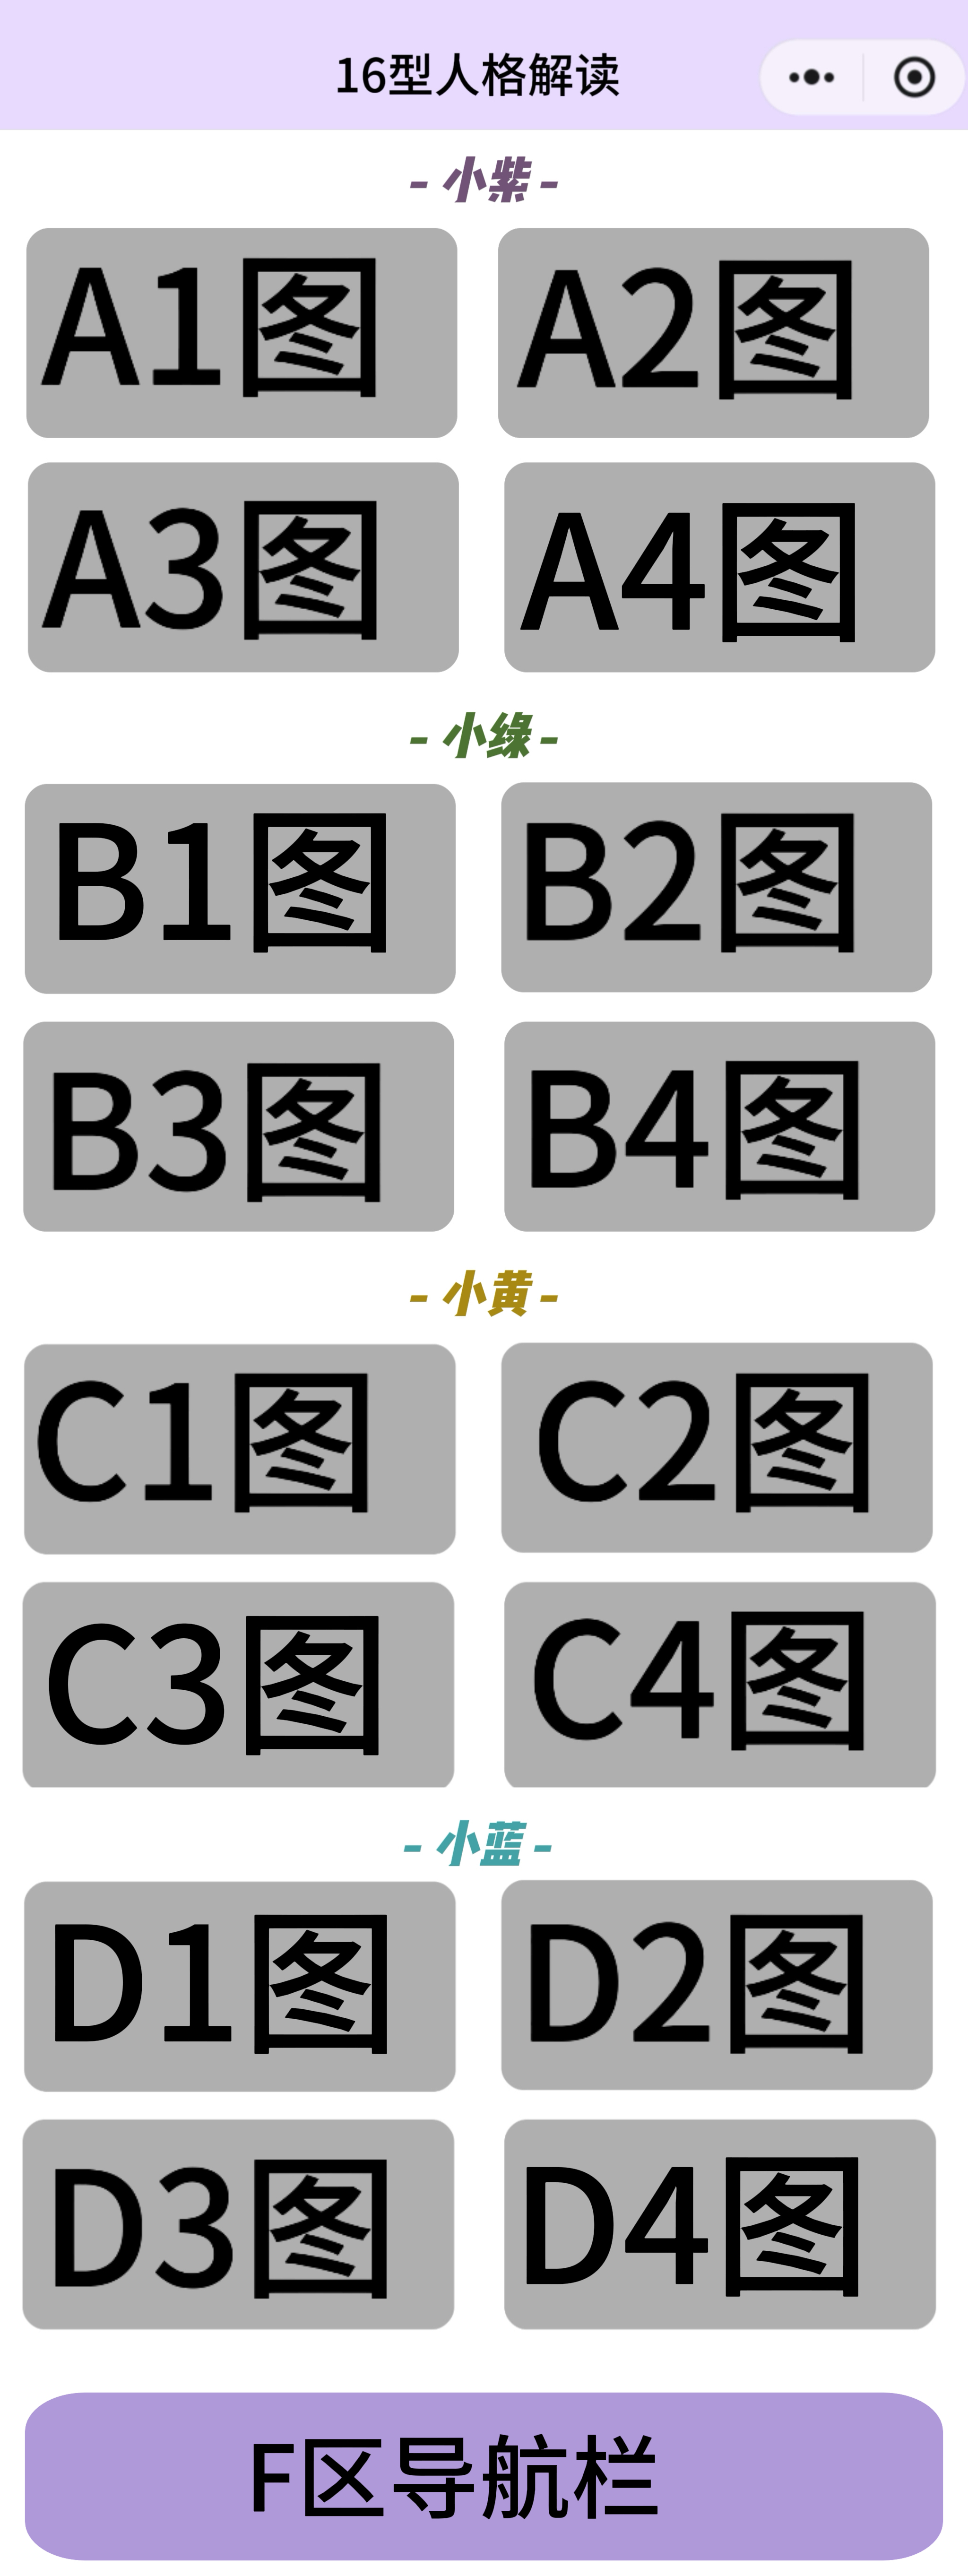 16型人格解读
- 小紫 -
A1图 A2图
A3图 A4图
- 小綠 -
B1图 B2图
B3图 B4图
- 小黄 -
C1图 C2图
C3图 C4图
- 小蓝 -
D1图 D2图
D3图 D4图
F区导航栏